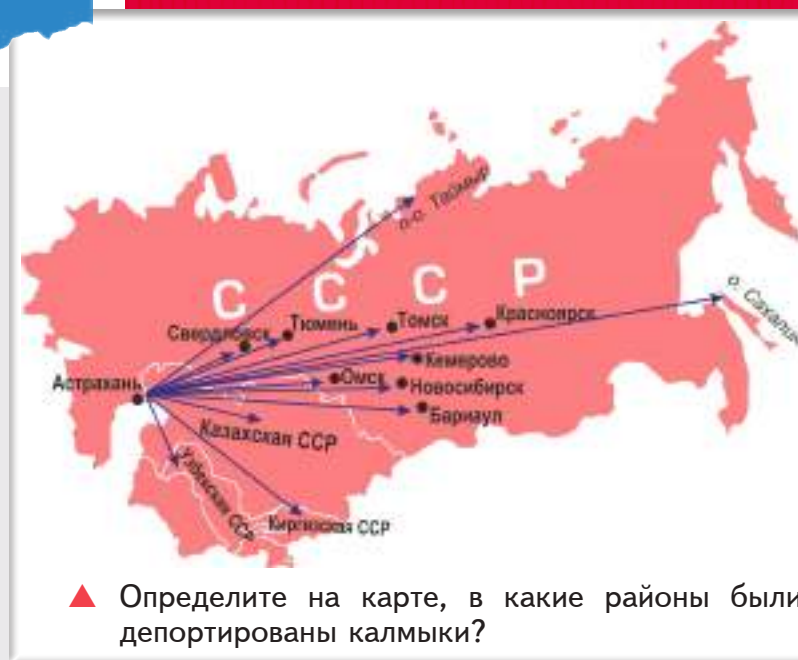 п-о. Таймыр
С С С Р
о. Сахалин
Свердловск
Тюмень
Томск
Красноярск
Кемерово
Астрахань
Омск
Новосибирск
Барнаул
Казахская ССР
Узбекская ССР
Киргизская ССР
Определите на карте, в какие районы были
депортированы калмыки?